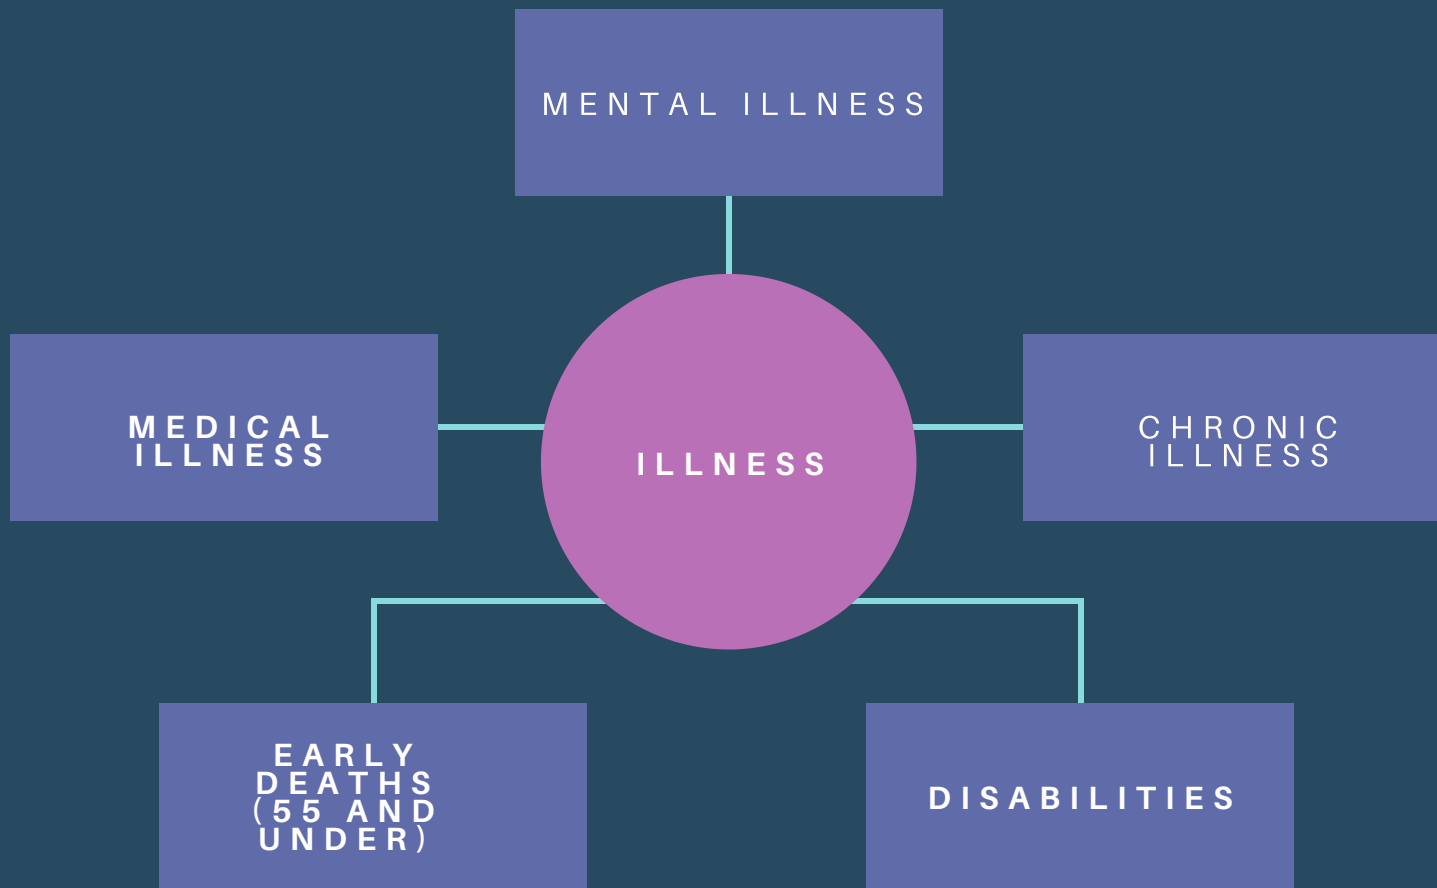 MENTAL ILLNESS
MEDICAL
ILLNESS
ILLNESS
CHRONIC
ILLNESS
EARLY
DEATHS
(55 AND
UNDER)
DISABILITIES